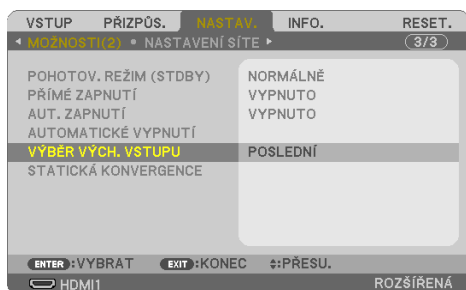 VSTUP PŘIZPŮS. NASTAV. INFO. RESET.
MOŽNOSTI(2) • NASTAVENÍ SÍTE 3/3
POHOTOV. REŽIM (STDBY) NORMÁLNĚ
PŘÍMÉ ZAPNUTÍ VYPNUTO
AUT. ZAPNUTÍ VYPNUTO
AUTOMATICKÉ VYPNUTÍ
VÝBĚR VÝCH. VSTUPU POSLEDNÍ
STATICKÁ KONVERGENCE
ENTER :VYBRAT EXIT :KONEC :PŘESU.
HDMI1 ROZŠÍŘENÁ